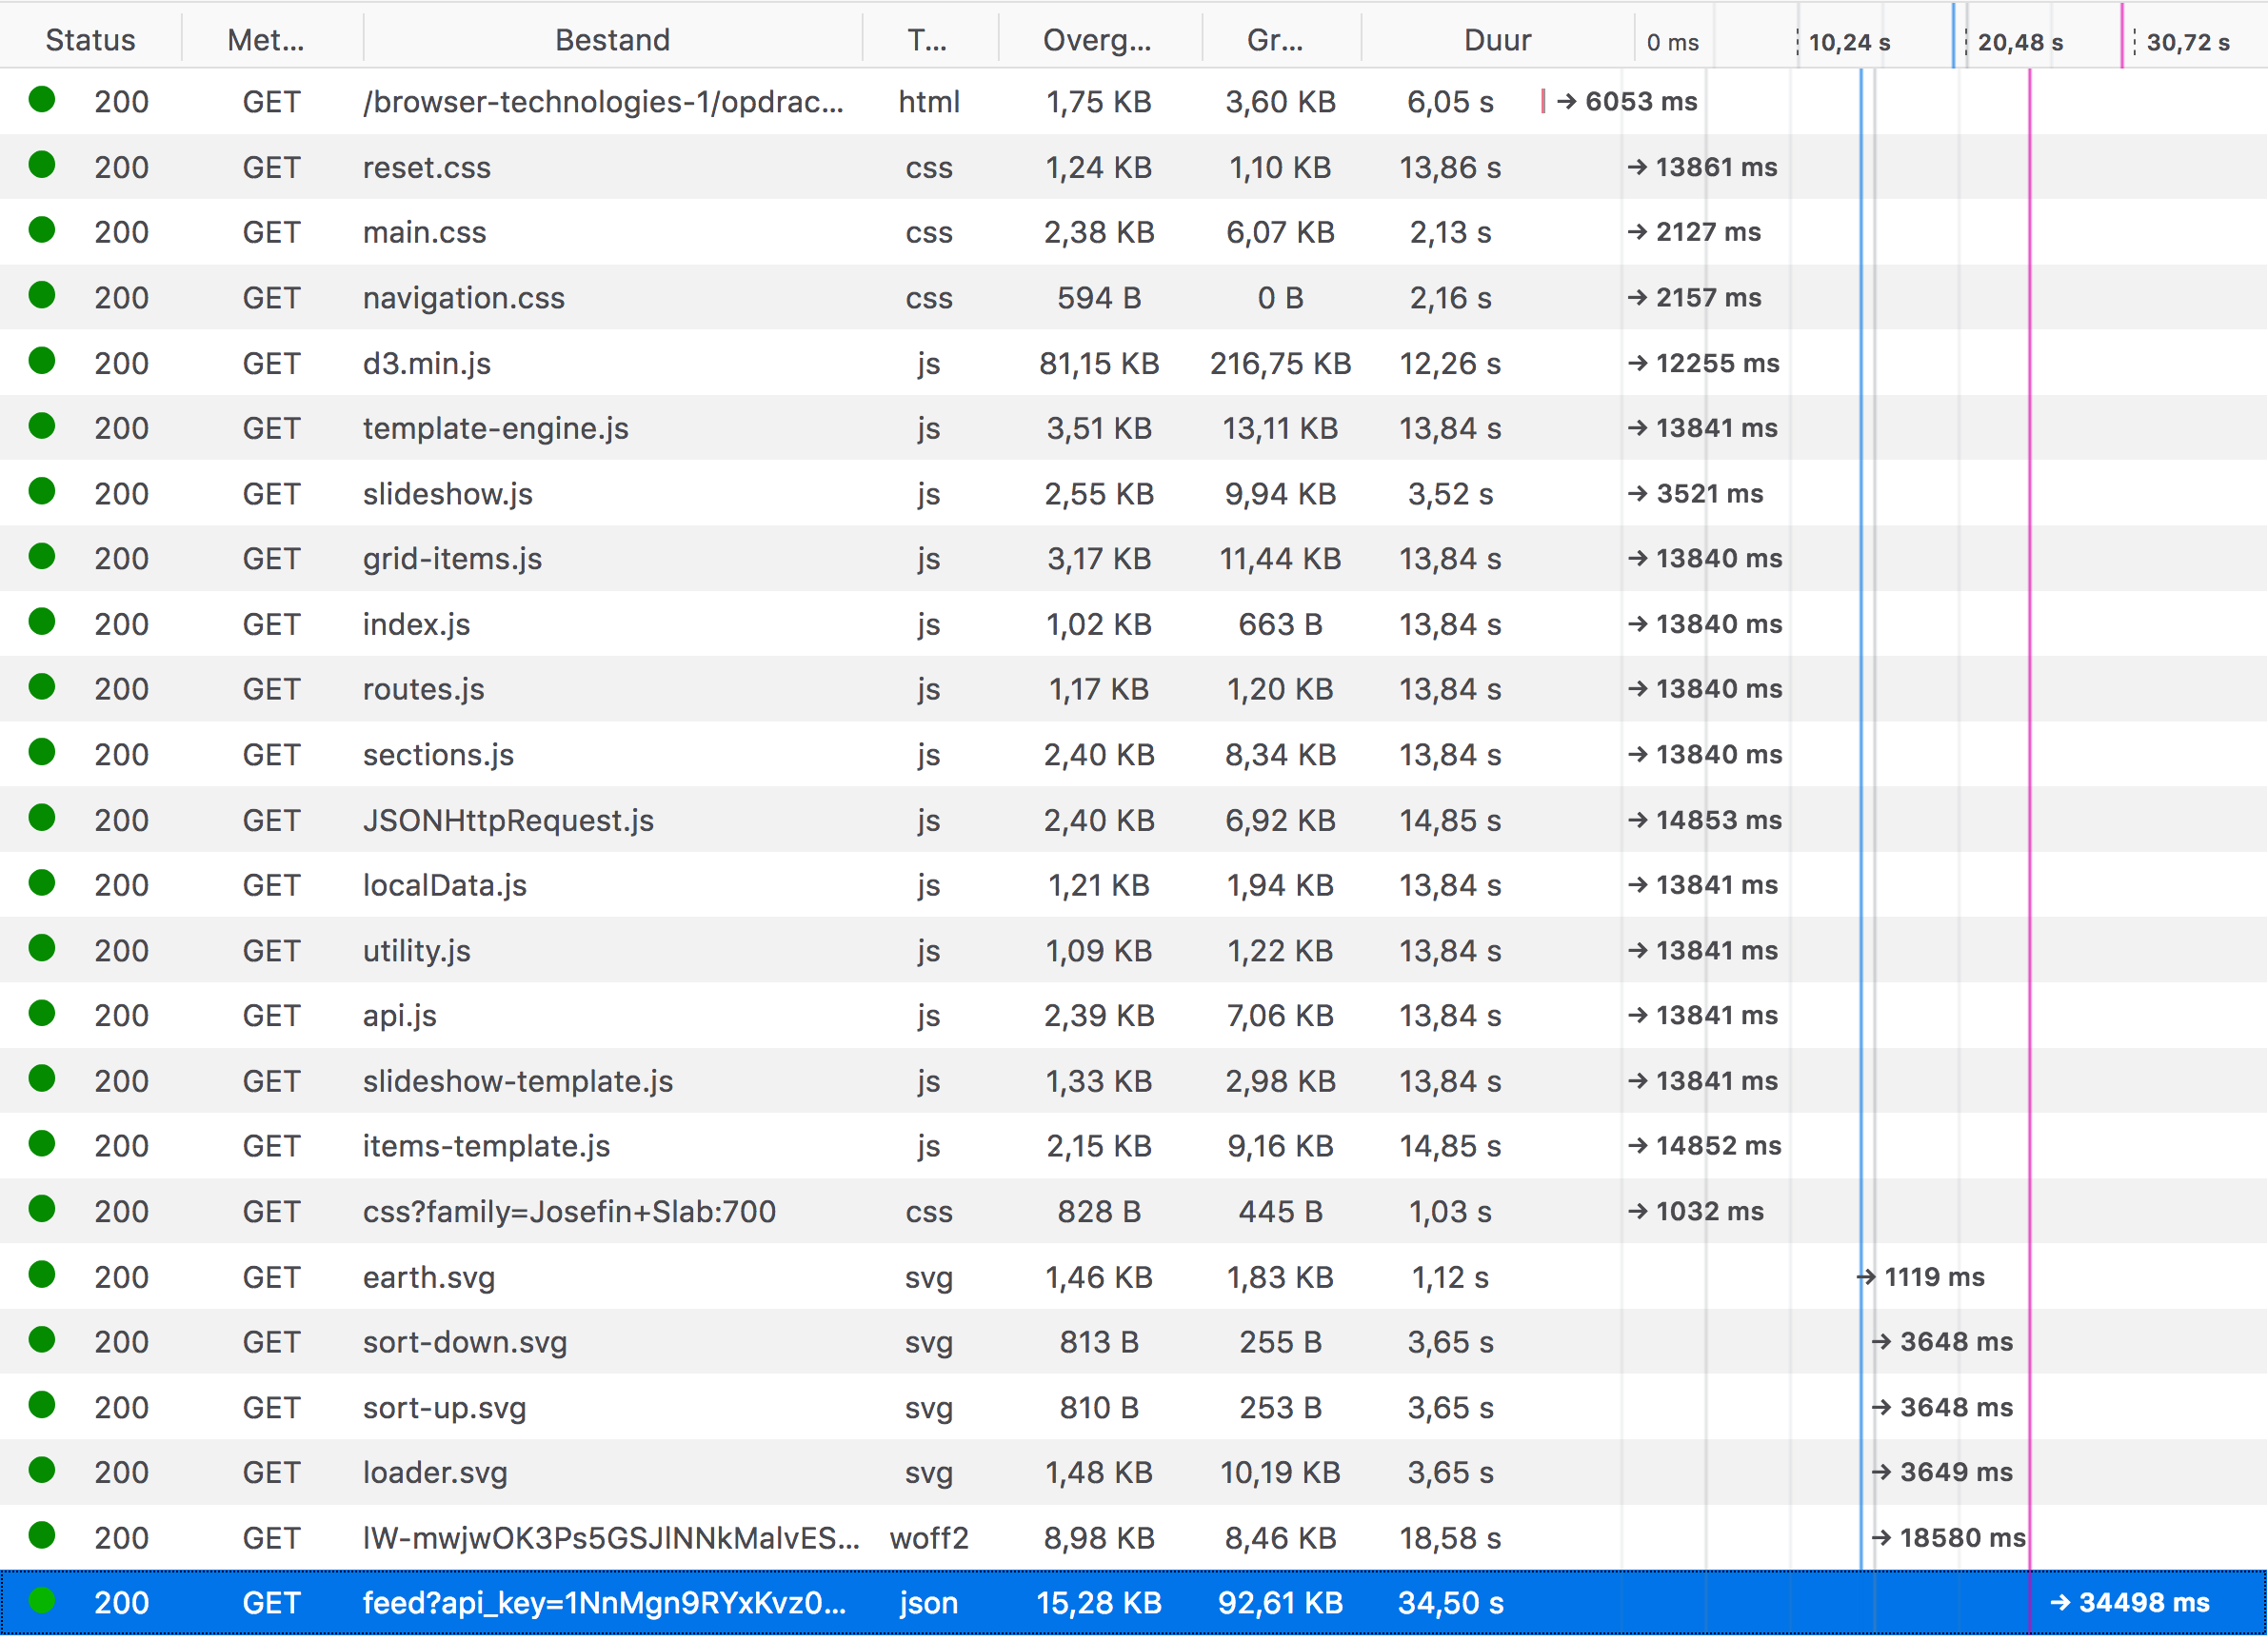 Status Met... Bestand T... Overg... Gr... Duur 0 ms 10,24 s 20,48 s 30,72 s
200 GET /browser-technologies-1/opdrac... html 1,75 KB 3,60 KB 6,05 s → 6053 ms
200 GET reset.css css 1,24 KB 1,10 KB 13,86 s → 13861 ms
200 GET main.css css 2,38 KB 6,07 KB 2,13 s → 2127 ms
200 GET navigation.css css 594 B 0 B 2,16 s → 2157 ms
200 GET d3.min.js js 81,15 KB 216,75 KB 12,26 s → 12255 ms
200 GET template-engine.js js 3,51 KB 13,11 KB 13,84 s → 13841 ms
200 GET slideshow.js js 2,55 KB 9,94 KB 3,52 s → 3521 ms
200 GET grid-items.js js 3,17 KB 11,44 KB 13,84 s → 13840 ms
200 GET index.js js 1,02 KB 663 B 13,84 s → 13840 ms
200 GET routes.js js 1,17 KB 1,20 KB 13,84 s → 13840 ms
200 GET sections.js js 2,40 KB 8,34 KB 13,84 s → 13840 ms
200 GET JSONHttpRequest.js js 2,40 KB 6,92 KB 14,85 s → 14853 ms
200 GET localData.js js 1,21 KB 1,94 KB 13,84 s → 13841 ms
200 GET utility.js js 1,09 KB 1,22 KB 13,84 s → 13841 ms
200 GET api.js js 2,39 KB 7,06 KB 13,84 s → 13841 ms
200 GET slideshow-template.js js 1,33 KB 2,98 KB 13,84 s → 13841 ms
200 GET items-template.js js 2,15 KB 9,16 KB 14,85 s → 14852 ms
200 GET css?family=Josefin+Slab:700 css 828 B 445 B 1,03 s → 1032 ms
200 GET earth.svg svg 1,46 KB 1,83 KB 1,12 s → 1119 ms
200 GET sort-down.svg svg 813 B 255 B 3,65 s → 3648 ms
200 GET sort-up.svg svg 810 B 253 B 3,65 s → 3648 ms
200 GET loader.svg svg 1,48 KB 10,19 KB 3,65 s → 3649 ms
200 GET lW-mwjwOK3Ps5GSJlNNkMalvES... woff2 8,98 KB 8,46 KB 18,58 s → 18580 ms
200 GET feed?api_key=1NnMgn9RYxKvz0... json 15,28 KB 92,61 KB 34,50 s → 34498 ms